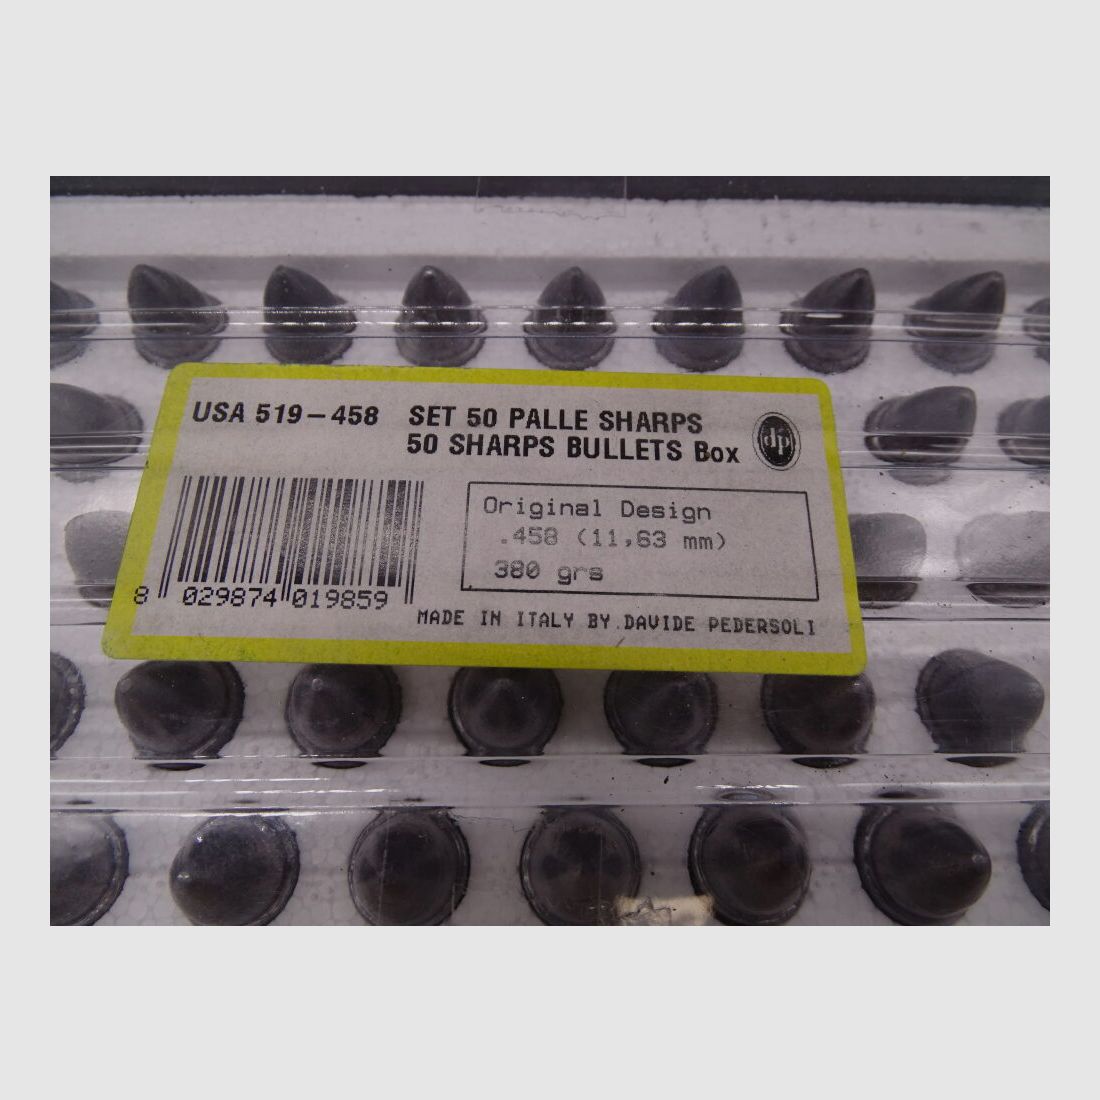 USA 519-458 SET 50 PALLE SHARPS
50 SHARPS BULLETS Box
dp
Original Design
.458 (11,63 mm)
380 grs
8 029874 019859
MADE IN ITALY BY DAVIDE PEDERSOLI